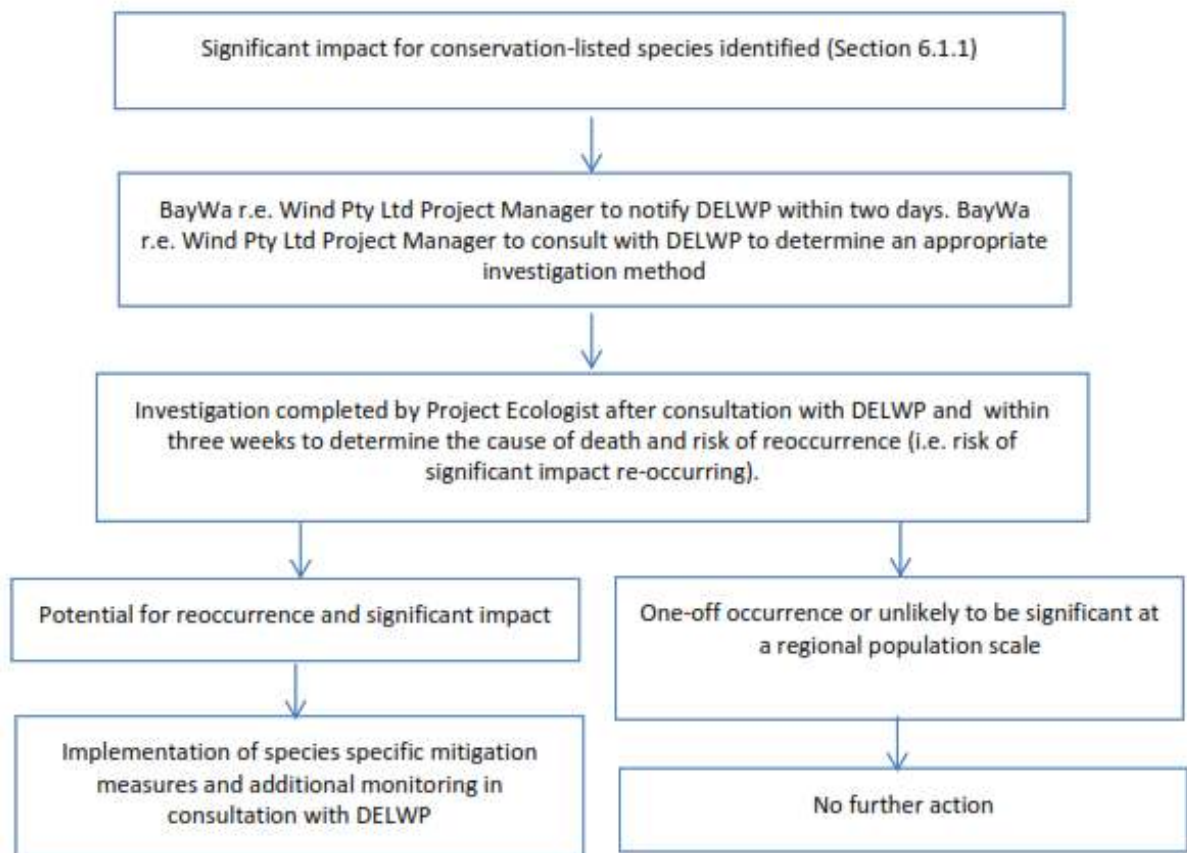 Significant impact for conservation-listed species identified (Section 6.1.1)
BayWa r.e. Wind Pty Ltd Project Manager to notify DELWP within two days. BayWa
r.e. Wind Pty Ltd Project Manager to consult with DELWP to determine an appropriate
investigation method
Investigation completed by Project Ecologist after consultation with DELWP and within
three weeks to determine the cause of death and risk of reoccurrence (i.e. risk of
significant impact re-occurring).
Potential for reoccurrence and significant impact
One-off occurrence or unlikely to be significant at
a regional population scale
Implementation of species specific mitigation
measures and additional monitoring in
consultation with DELWP
No further action